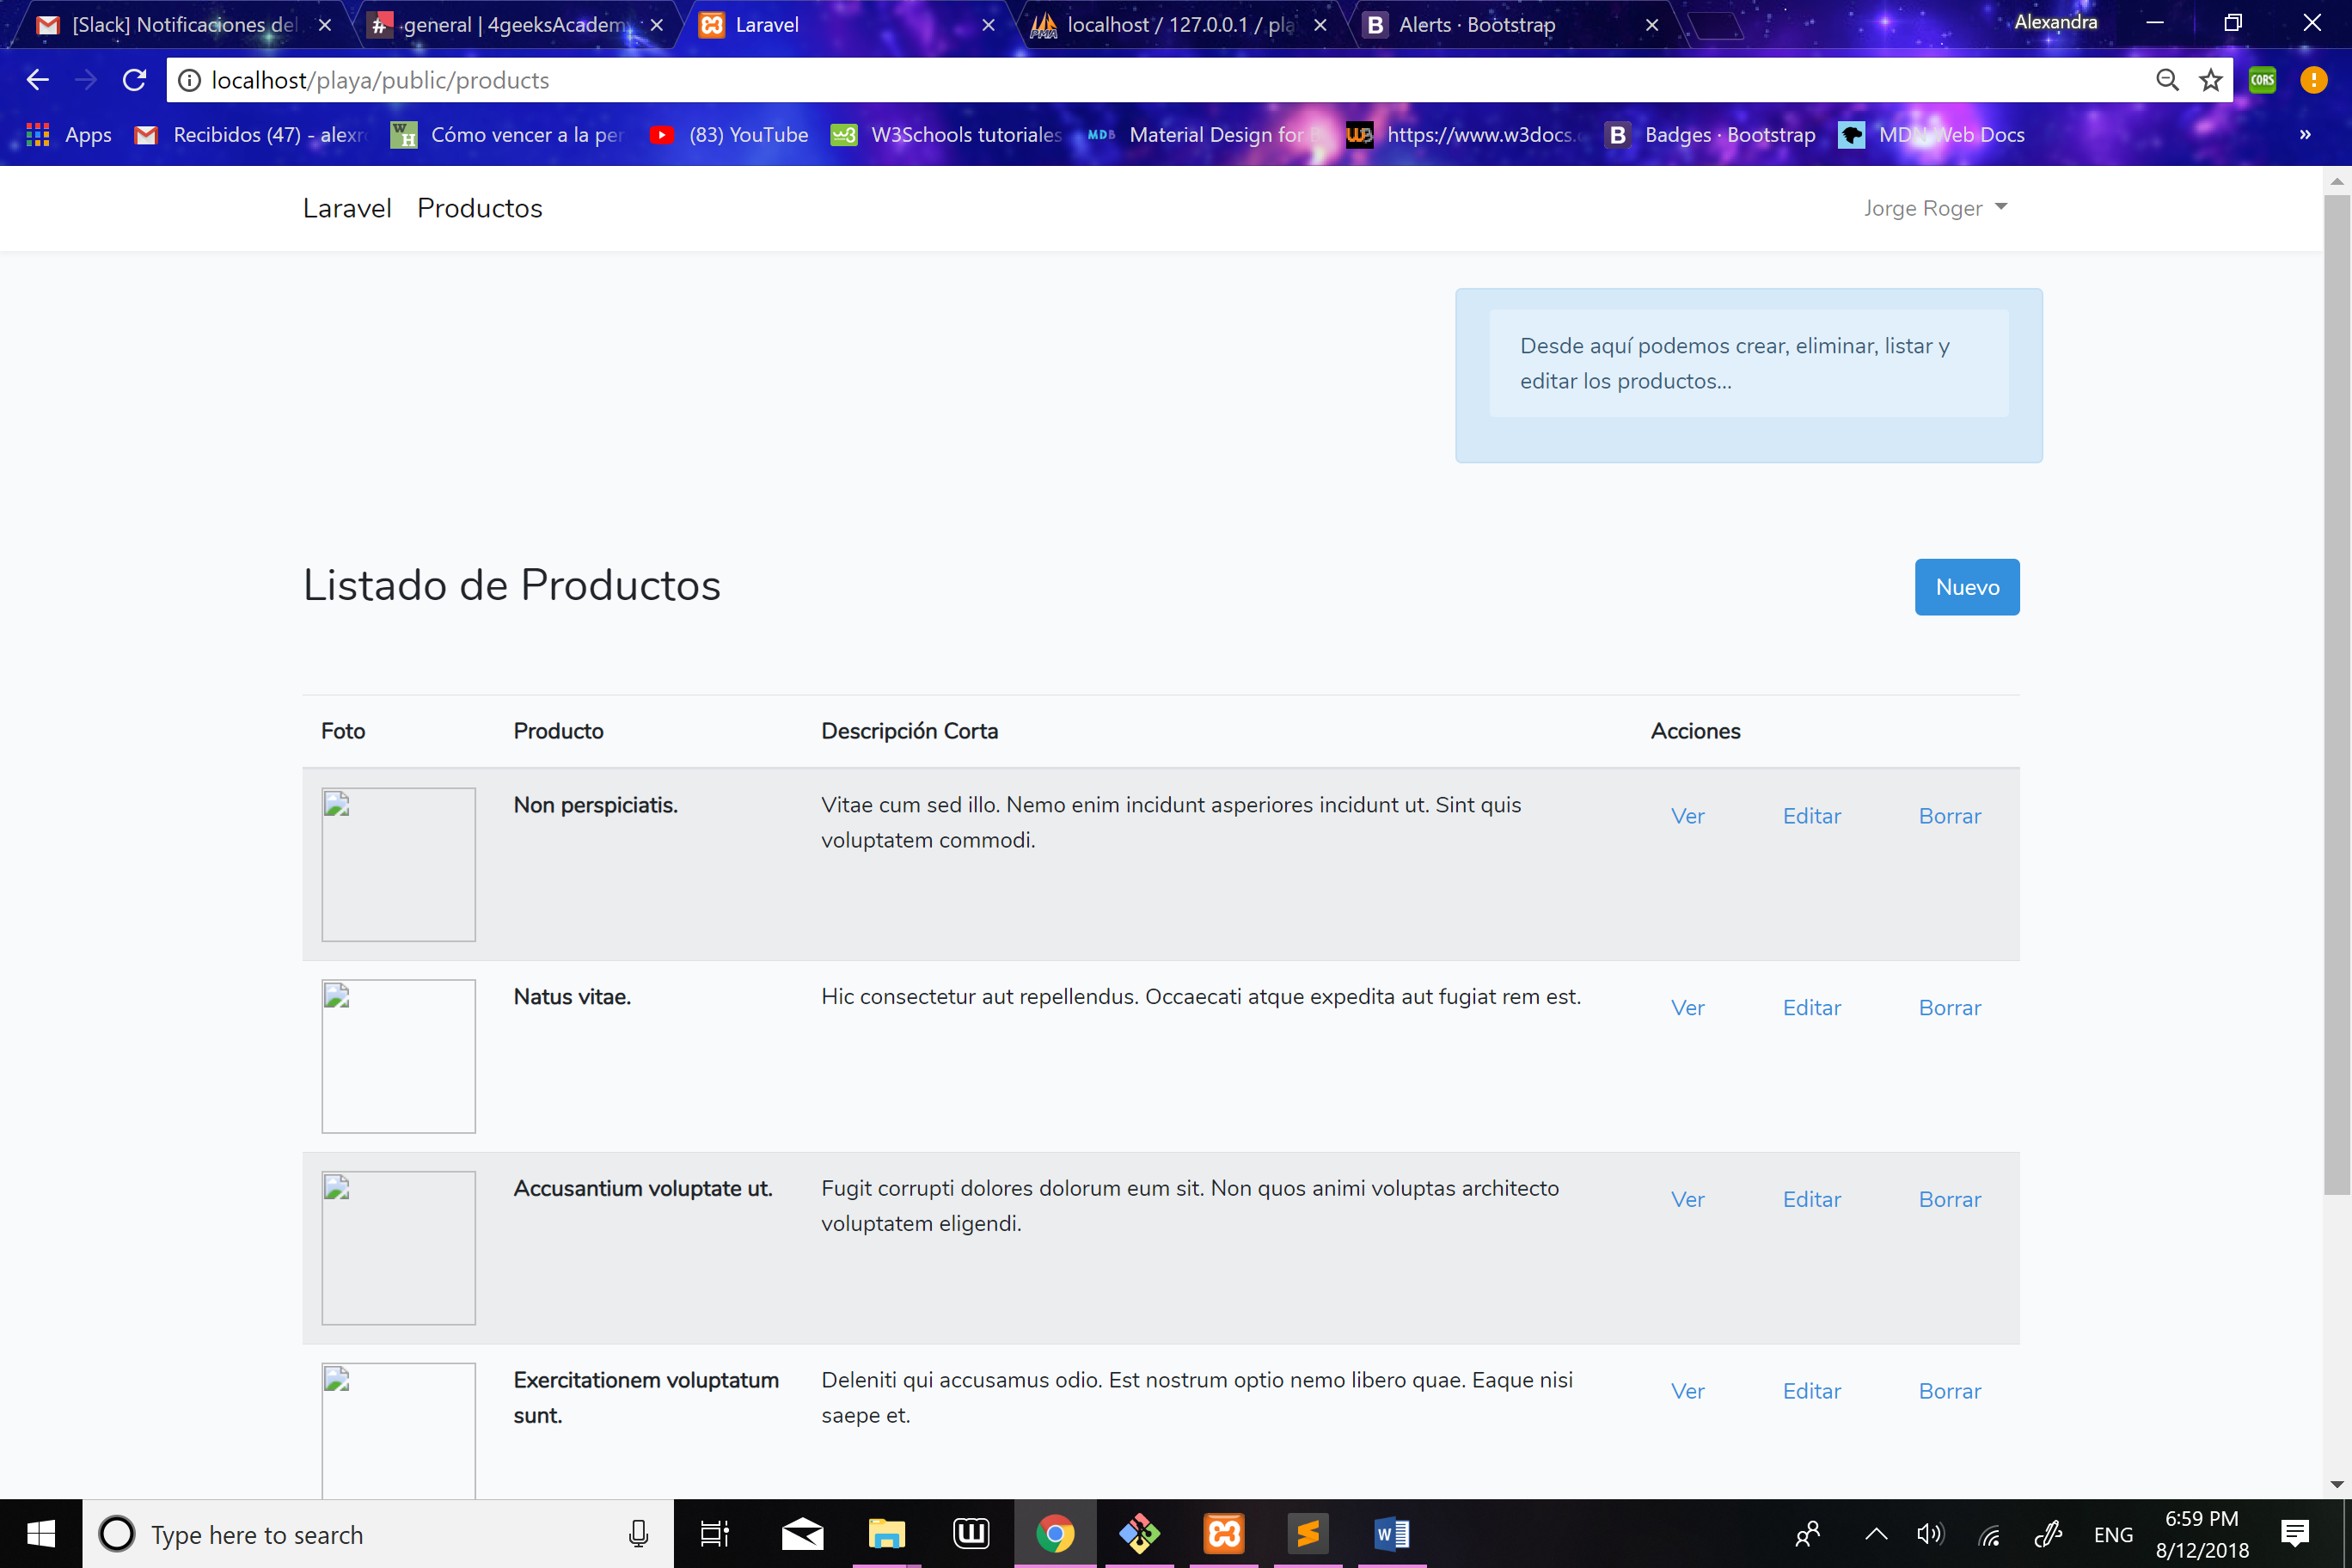 [Slack] Notificaciones del
general | 4geeksAcadem
Laravel
localhost / 127.0.0.1 / pla
Alerts · Bootstrap
Alexandra
localhost/playa/public/products
CORS
Apps
Recibidos (47) - alexr
Cómo vencer a la per
(83) YouTube
W3Schools tutoriales
Material Design for B
https://www.w3docs.c
Badges · Bootstrap
MDN Web Docs
Laravel Productos
Jorge Roger
Desde aquí podemos crear, eliminar, listar y
editar los productos...
Listado de Productos
Nuevo
Foto Producto Descripción Corta Acciones
Non perspiciatis.
Vitae cum sed illo. Nemo enim incidunt asperiores incidunt ut. Sint quis
voluptatem commodi.
Ver Editar Borrar
Natus vitae.
Hic consectetur aut repellendus. Occaecati atque expedita aut fugiat rem est.
Ver Editar Borrar
Accusantium voluptate ut.
Fugit corrupti dolores dolorum eum sit. Non quos animi voluptas architecto
voluptatem eligendi.
Ver Editar Borrar
Exercitationem voluptatum
sunt.
Deleniti qui accusamus odio. Est nostrum optio nemo libero quae. Eaque nisi
saepe et.
Ver Editar Borrar
Type here to search
ENG
6:59 PM
8/12/2018